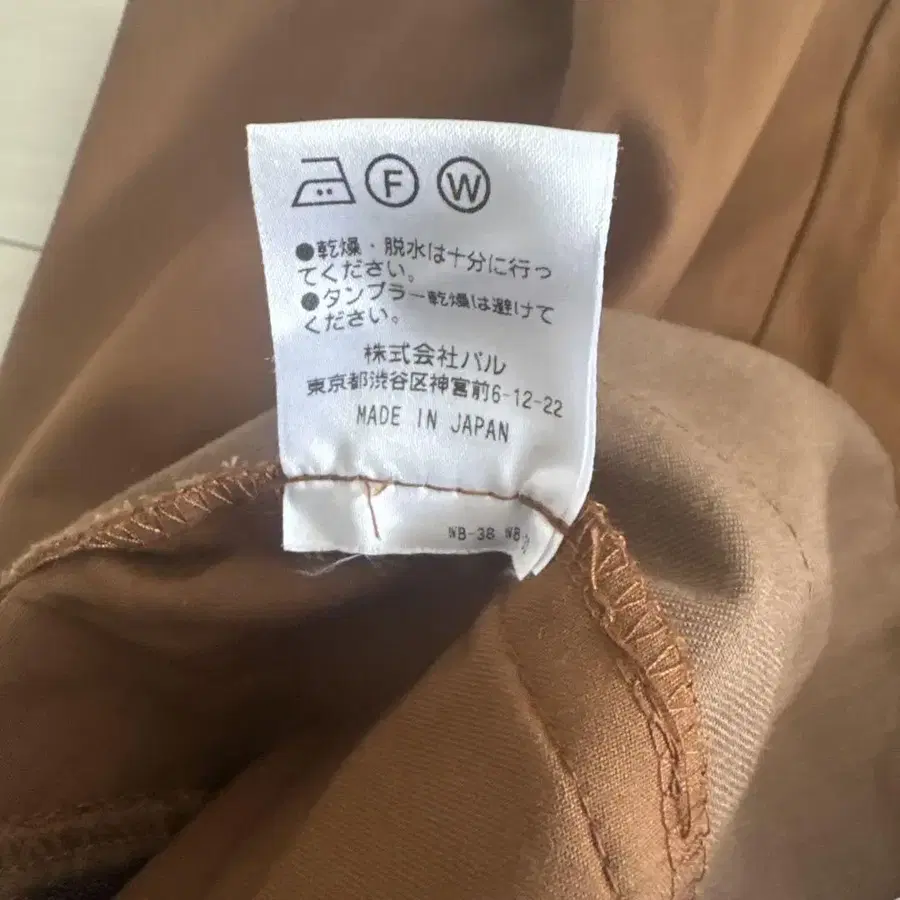 F W
●乾燥・脱水は十分に行っ
てください。
●タンブラー乾燥は避けて
ください。
株式会社パル
東京都渋谷区神宮前6-12-22
MADE IN JAPAN
WB-38 WB